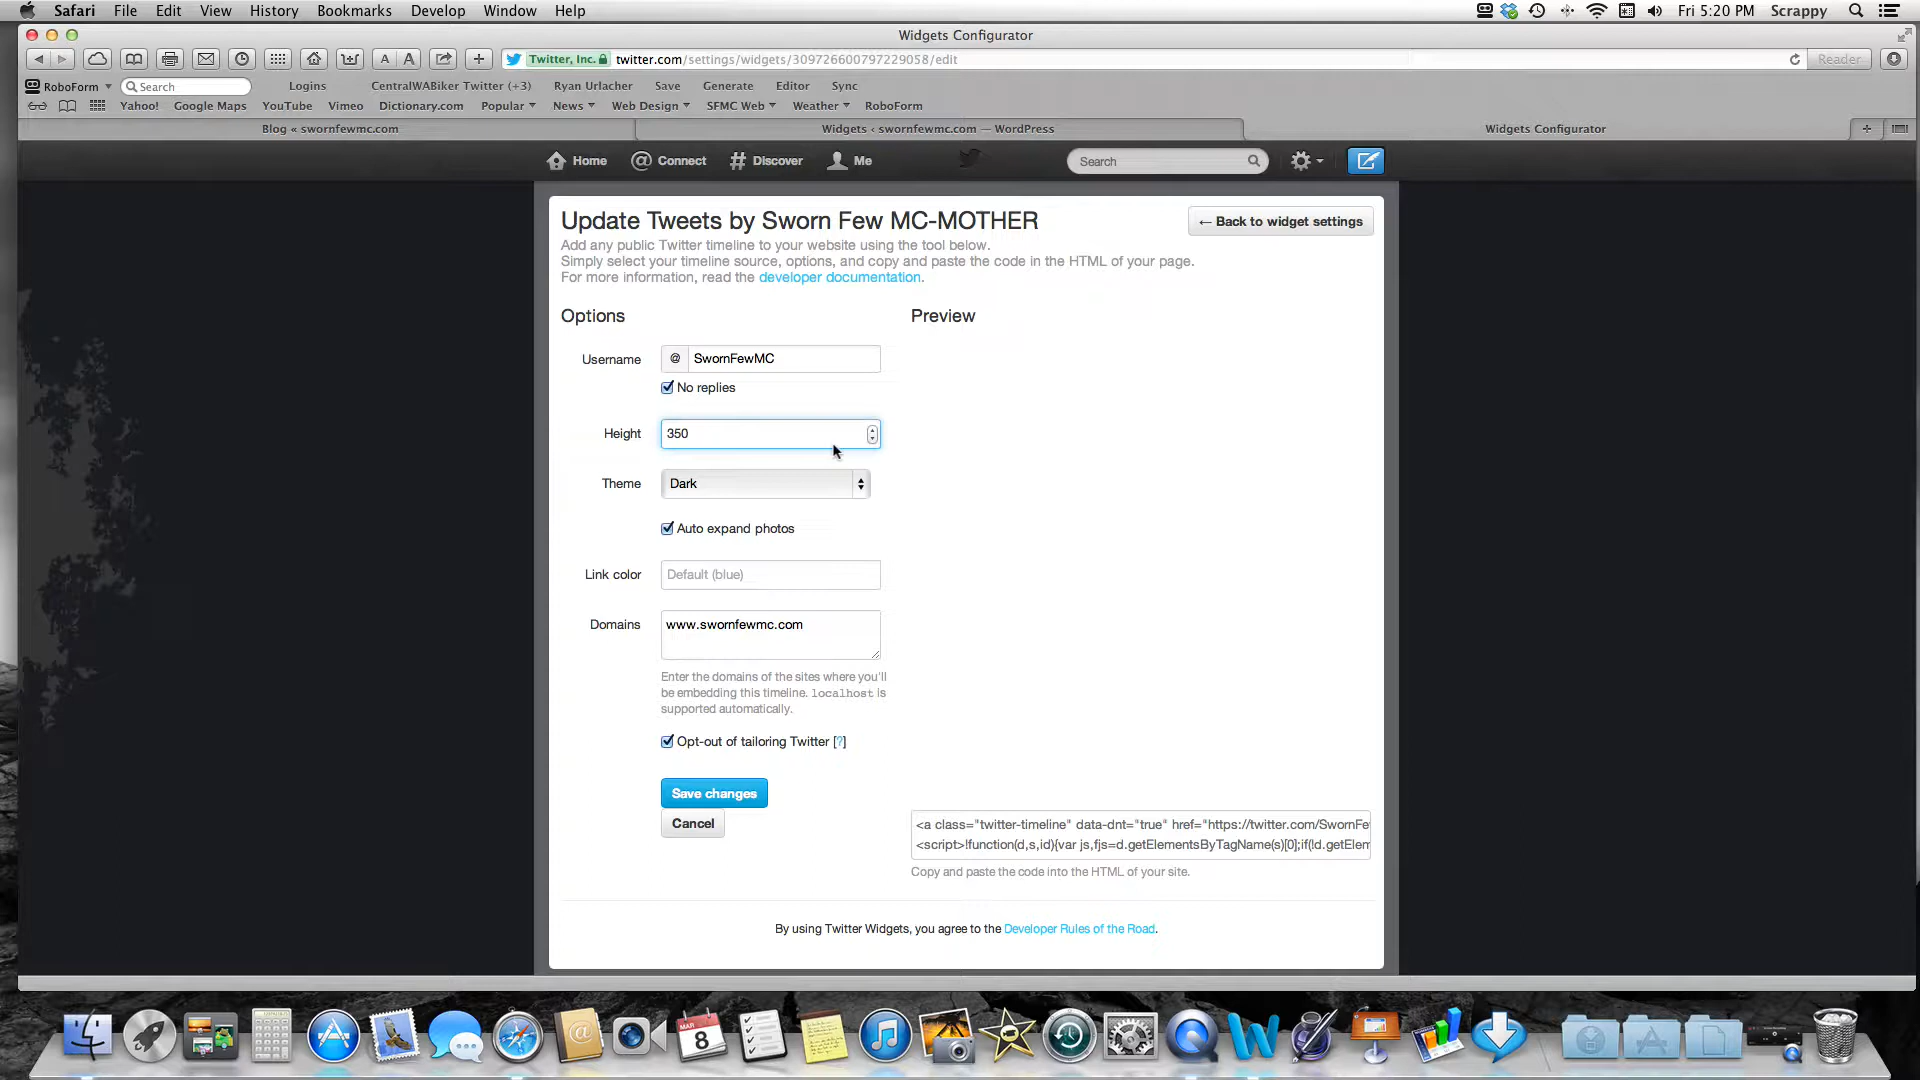 Safari File Edit View History Bookmarks Develop Window Help Fri 5:20 PM Scrappy
Widgets Configurator
A A + Twitter, Inc. twitter.com/settings/widgets/309726600797229058/edit Reader
RoboForm Search Logins CentralWABiker Twitter (+3) Ryan Urlacher Save Generate Editor Sync
Yahoo! Google Maps YouTube Vimeo Dictionary.com Popular News Web Design SFMC Web Weather RoboForm
Blog « swornfewmc.com Widgets ‹ swornfewmc.com — WordPress Widgets Configurator +
Home @ Connect # Discover Me Search
Update Tweets by Sworn Few MC-MOTHER ← Back to widget settings
Add any public Twitter timeline to your website using the tool below.
Simply select your timeline source, options, and copy and paste the code in the HTML of your page.
For more information, read the developer documentation.
Options Preview
Username @ SwornFewMC
No replies
Height 350
Theme Dark
Auto expand photos
Link color Default (blue)
Domains www.swornfewmc.com
Enter the domains of the sites where you'll
be embedding this timeline. localhost is
supported automatically.
Opt-out of tailoring Twitter [?]
Save changes
Cancel
<a class="twitter-timeline" data-dnt="true" href="https://twitter.com/SwornFe
<script>!function(d,s,id){var js,fjs=d.getElementsByTagName(s)[0];if(!d.getElem
Copy and paste the code into the HTML of your site.
By using Twitter Widgets, you agree to the Developer Rules of the Road.
MAR
8